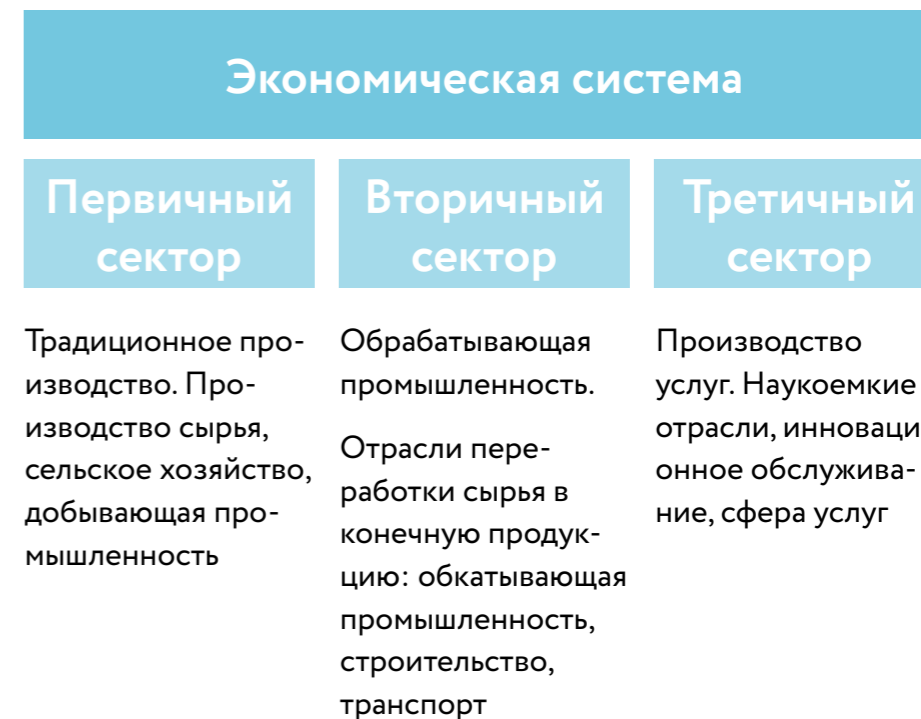 Экономическая система
Первичный
сектор
Традиционное про-
изводство. Про-
изводство сырья,
сельское хозяйство,
добывающая про-
мышленность
Вторичный
сектор
Обрабатывающая
промышленность.
Отрасли пере-
работки сырья в
конечную продук-
цию: обкатывающая
промышленность,
строительство,
транспорт
Третичный
сектор
Производство
услуг. Наукоемкие
отрасли, инноваци
онное обслужива-
ние, сфера услуг